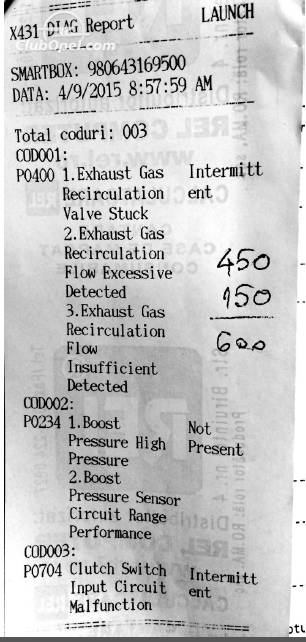 X431 DIAG Report LAUNCH
ClubOpel.com
SMARTBOX: 980643169500
DATA: 4/9/2015 8:57:59 AM
Total coduri: 003
COD001:
P0400 1.Exhaust Gas Intermitt
Recirculation ent
Valve Stuck
2.Exhaust Gas
Recirculation 450
Flow Excessive
Detected 150
3.Exhaust Gas
Recirculation
Flow 600
Insufficient
Detected
COD002:
P0234 1.Boost Not
Pressure High Present
Pressure
2.Boost
Pressure Sensor
Circuit Range
Performance
COD003:
P0704 Clutch Switch Intermitt
Input Circuit ent
Malfunction